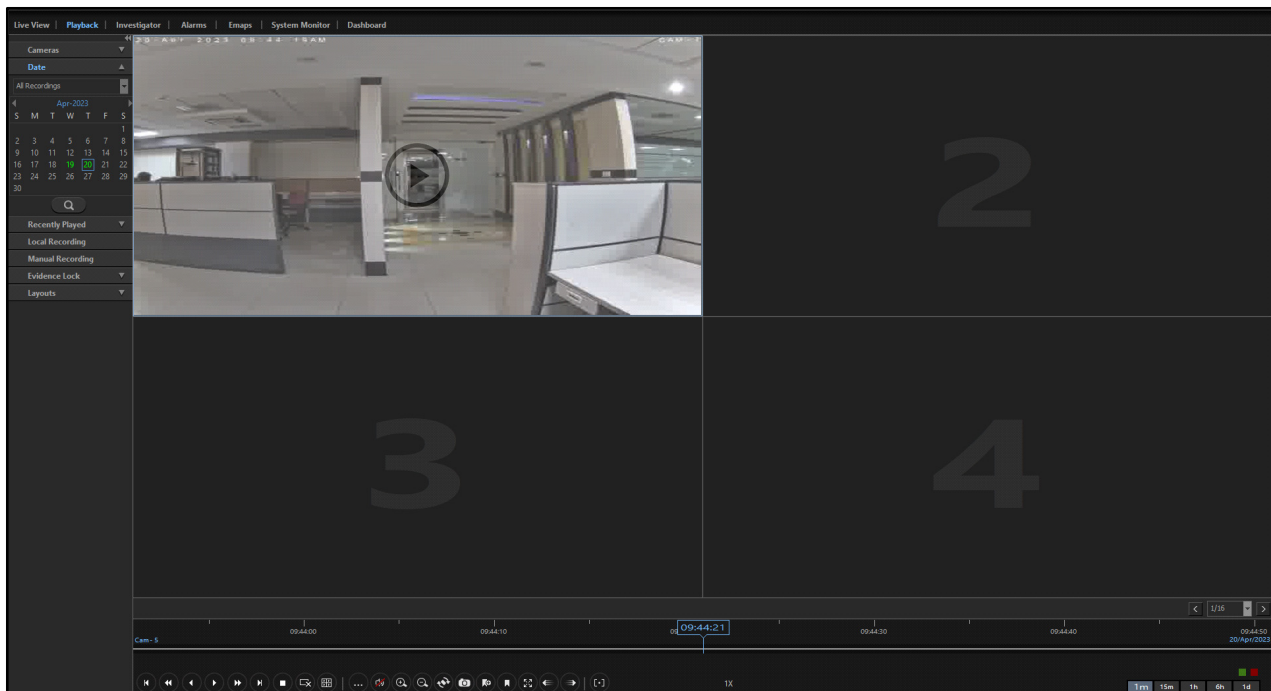 Live View | Playback | Investigator | Alarms | Emaps | System Monitor | Dashboard
Cameras
Date
All Recordings
Apr-2023
S M T W T F S
1
2 3 4 5 6 7 8
9 10 11 12 13 14 15
16 17 18 19 20 21 22
23 24 25 26 27 28 29
30
Recently Played
Local Recording
Manual Recording
Evidence Lock
Layouts
2
3
4
1/16
09:44:00 09:44:10 09:44:21 09:44:30 09:44:40 09:44:50
Cam - 5 20/Apr/2023
1X
1m 15m 1h 6h 1d